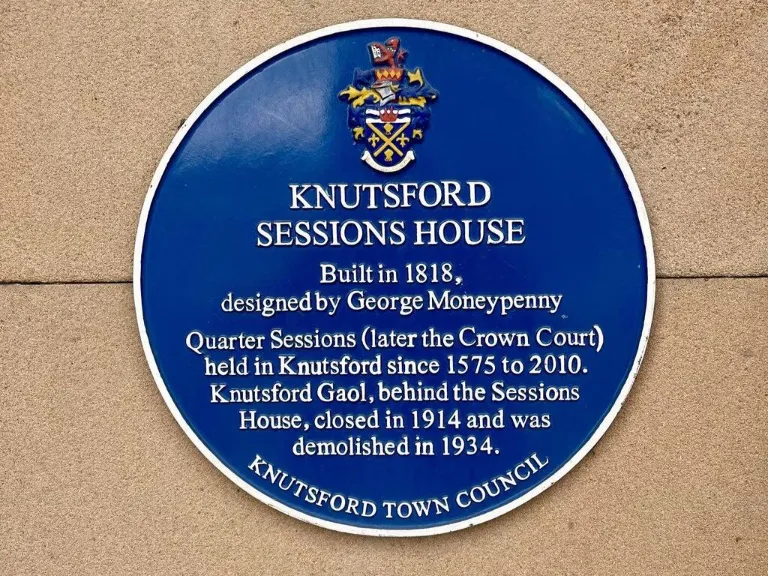 KNUTSFORD
SESSIONS HOUSE
Built in 1818,
designed by George Moneypenny
Quarter Sessions (later the Crown Court)
held in Knutsford since 1575 to 2010.
Knutsford Gaol, behind the Sessions
House, closed in 1914 and was
demolished in 1934.
KNUTSFORD TOWN COUNCIL